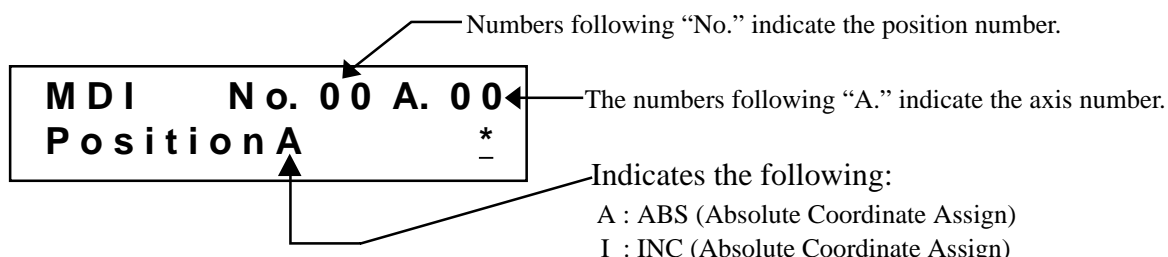 Numbers following “No.” indicate the position number.
MDI No. 00 A. 00
The numbers following “A.” indicate the axis number.
PositionA *
Indicates the following:
A : ABS (Absolute Coordinate Assign)
I : INC (Absolute Coordinate Assign)